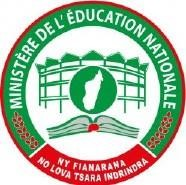 MINISTÈRE DE L'ÉDUCATION NATIONALE
NY FIANARANA
NO LOVA TSARA INDRINDRA